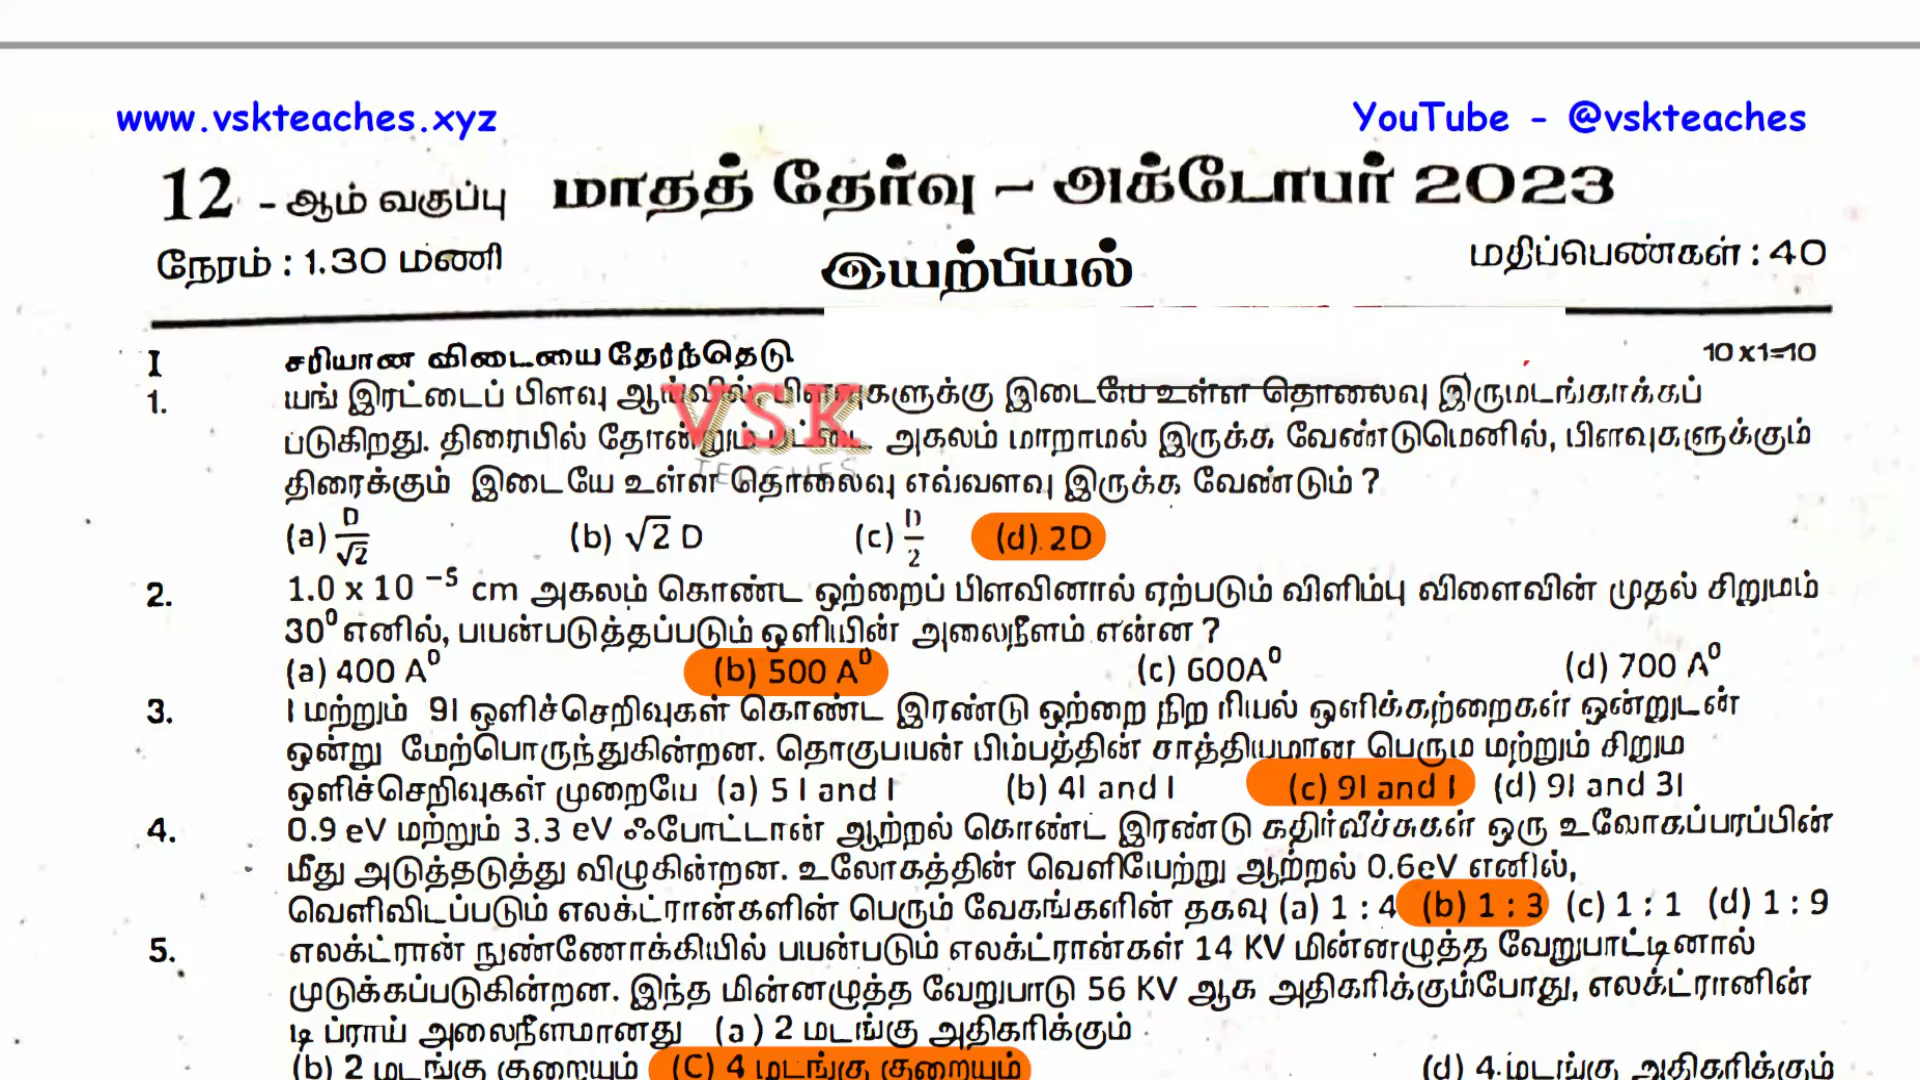 www.vskteaches.xyz YouTube - @vskteaches
12 - ஆம் வகுப்பு மாதத் தேர்வு – அக்டோபர் 2023
நேரம் : 1.30 மணி இயற்பியல் மதிப்பெண்கள் : 40
I சரியான விடையை தேர்ந்தெடு 10 x1=10
1. யங் இரட்டைப் பிளவு ஆய்வில், பிளவுகளுக்கு இடையே உள்ள தொலைவு இருமடங்காக்கப்
படுகிறது. திரையில் தோன்றும் பட்டை அகலம் மாறாமல் இருக்க வேண்டுமெனில், பிளவுகளுக்கும்
திரைக்கும் இடையே உள்ள தொலைவு எவ்வளவு இருக்க வேண்டும் ?
VSK
TEACHES
(a) D/√2 (b) √2 D (c) D/2 (d) 2D
2. 1.0 x 10 ⁻⁵ cm அகலம் கொண்ட ஒற்றைப் பிளவினால் ஏற்படும் விளிம்பு விளைவின் முதல் சிறுமம்
30⁰ எனில், பயன்படுத்தப்படும் ஒளியின் அலைநீளம் என்ன ?
(a) 400 A⁰ (b) 500 A⁰ (c) 600A⁰ (d) 700 A⁰
3. I மற்றும் 9I ஒளிச்செறிவுகள் கொண்ட இரண்டு ஒற்றை நிற ரியல் ஒளிக்கற்றைகள் ஒன்றுடன்
ஒன்று மேற்பொருந்துகின்றன. தொகுபயன் பிம்பத்தின் சாத்தியமான பெரும மற்றும் சிறும
ஒளிச்செறிவுகள் முறையே (a) 5 I and I (b) 4I and I (c) 9I and I (d) 9I and 3I
4. 0.9 eV மற்றும் 3.3 eV ஃபோட்டான் ஆற்றல் கொண்ட இரண்டு கதிர்வீச்சுகள் ஒரு உலோகப்பரப்பின்
மீது அடுத்தடுத்து விழுகின்றன. உலோகத்தின் வெளியேற்று ஆற்றல் 0.6eV எனில்,
வெளிவிடப்படும் எலக்ட்ரான்களின் பெரும் வேகங்களின் தகவு (a) 1 : 4 (b) 1 : 3 (c) 1 : 1 (d) 1 : 9
5. எலக்ட்ரான் நுண்ணோக்கியில் பயன்படும் எலக்ட்ரான்கள் 14 KV மின்னழுத்த வேறுபாட்டினால்
முடுக்கப்படுகின்றன. இந்த மின்னழுத்த வேறுபாடு 56 KV ஆக அதிகரிக்கும்போது, எலக்ட்ரானின்
டி ப்ராய் அலைநீளமானது (a ) 2 மடங்கு அதிகரிக்கும்
(b) 2 மடங்கு குறையும் (C) 4 மடங்கு குறையும் (d) 4 மடங்கு அதிகரிக்கும்